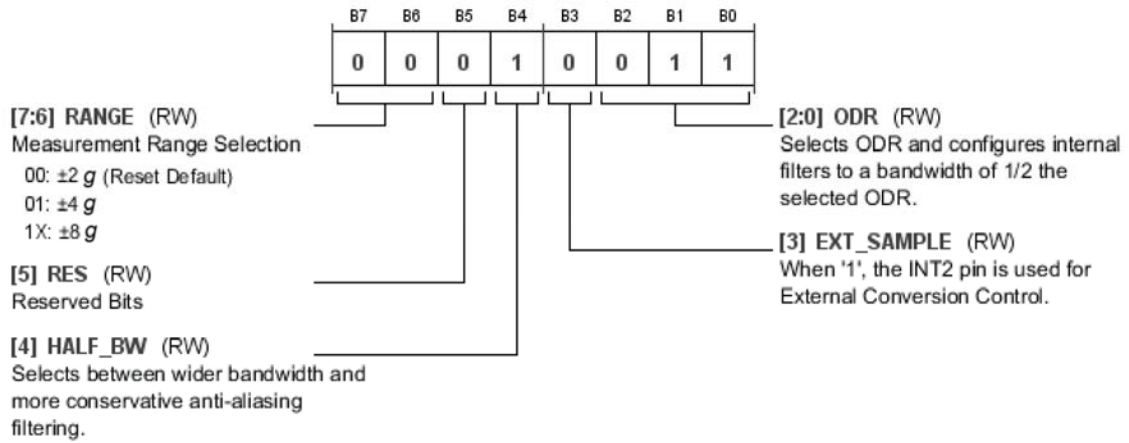 B7 B6 B5 B4 B3 B2 B1 B0
0 0 0 1 0 0 1 1
[7:6] RANGE (RW)
Measurement Range Selection
00: ±2 g (Reset Default)
01: ±4 g
1X: ±8 g
[5] RES (RW)
Reserved Bits
[4] HALF_BW (RW)
Selects between wider bandwidth and
more conservative anti-aliasing
filtering.
[2:0] ODR (RW)
Selects ODR and configures internal
filters to a bandwidth of 1/2 the
selected ODR.
[3] EXT_SAMPLE (RW)
When '1', the INT2 pin is used for
External Conversion Control.